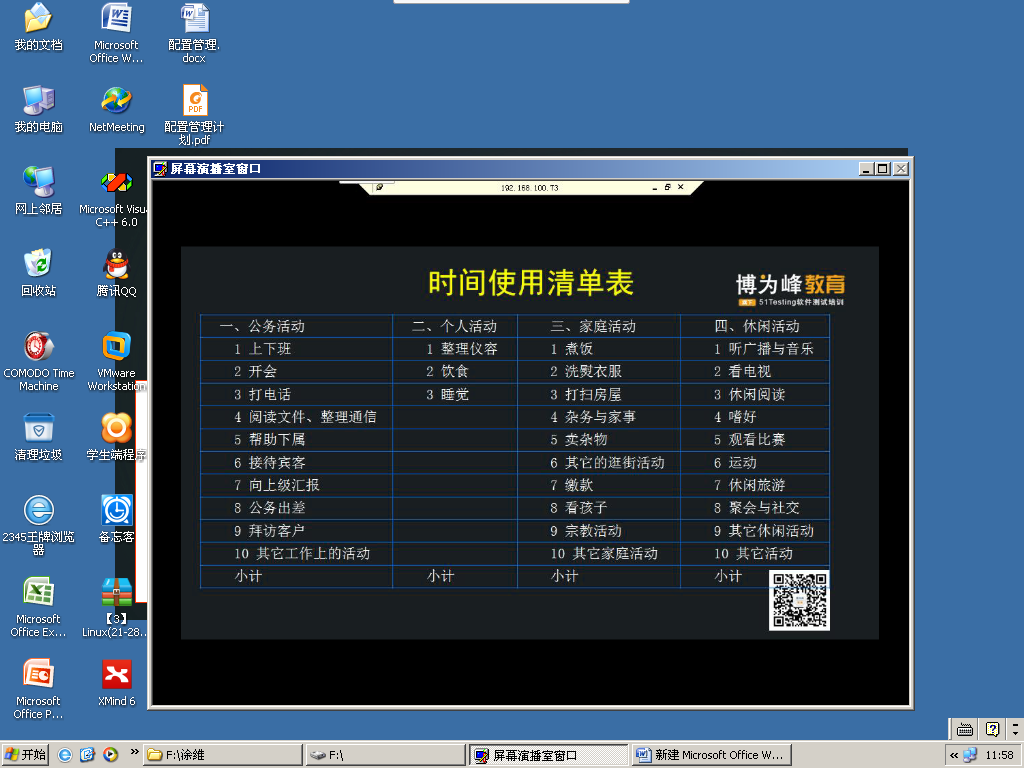 我的文档
Microsoft
Office W...
配置管理.
docx
我的电脑
NetMeeting
配置管理计
划.pdf
网上邻居
Microsoft Visu
C++ 6.0
回收站
腾讯QQ
COMODO Time
Machine
VMware
Workstation
清理垃圾
学生端程序
2345王牌浏览
器
备忘客
Microsoft
Office Ex...
【3】
Linux(21-28...
Microsoft
Office P...
XMind 6
屏幕演播室窗口
192.168.100.T3
时间使用清单表
博为峰教育
51Testing软件测试培训
一、公务活动 二、个人活动 三、家庭活动 四、休闲活动
1 上下班 1 整理仪容 1 煮饭 1 听广播与音乐
2 开会 2 饮食 2 洗熨衣服 2 看电视
3 打电话 3 睡觉 3 打扫房屋 3 休闲阅读
4 阅读文件、整理通信 4 杂务与家事 4 嗜好
5 帮助下属 5 卖杂物 5 观看比赛
6 接待宾客 6 其它的逛街活动 6 运动
7 向上级汇报 7 缴款 7 休闲旅游
8 公务出差 8 看孩子 8 聚会与社交
9 拜访客户 9 宗教活动 9 其它休闲活动
10 其它工作上的活动 10 其它家庭活动 10 其它活动
小计 小计 小计 小计
开始
F:\涂维
F:\
屏幕演播室窗口
新建 Microsoft Office W...
11:58